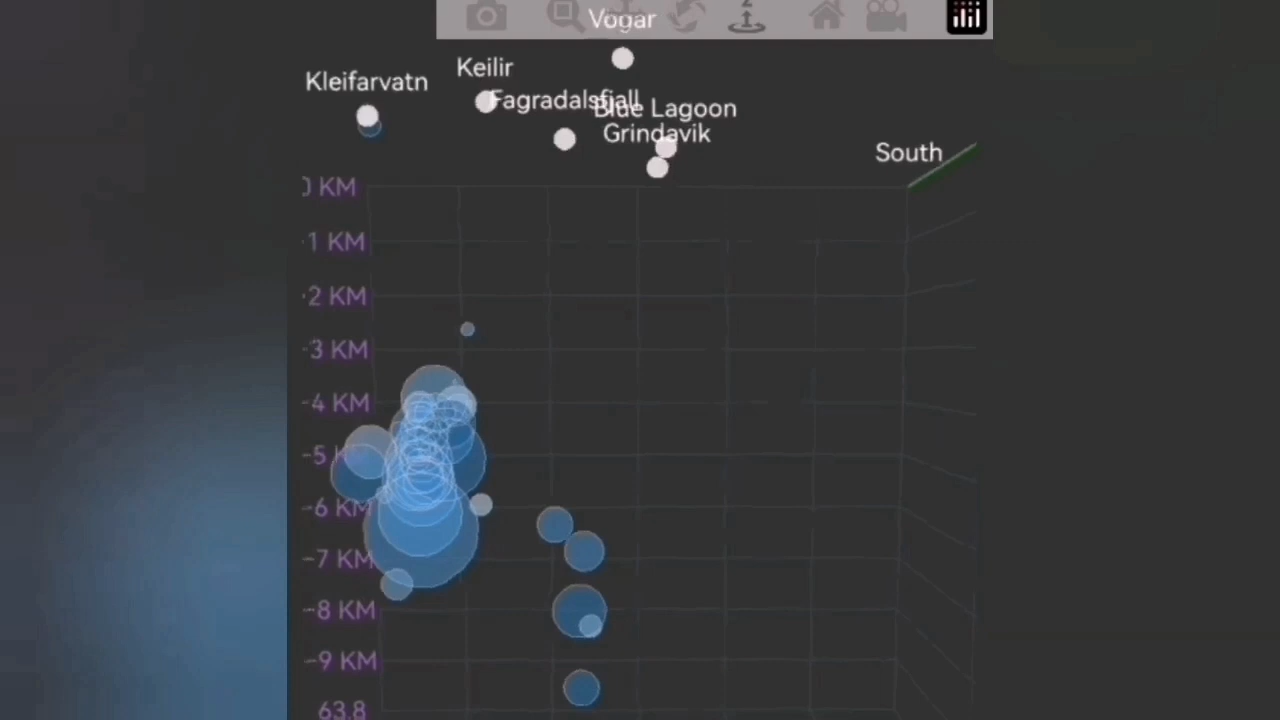 Vogar
Keilir
Kleifarvatn
Fagradalsfjall
Blue Lagoon
Grindavik
South
0 KM
-1 KM
-2 KM
-3 KM
-4 KM
-5 K
-6 KM
-7 KM
-8 KM
-9 KM
63.8